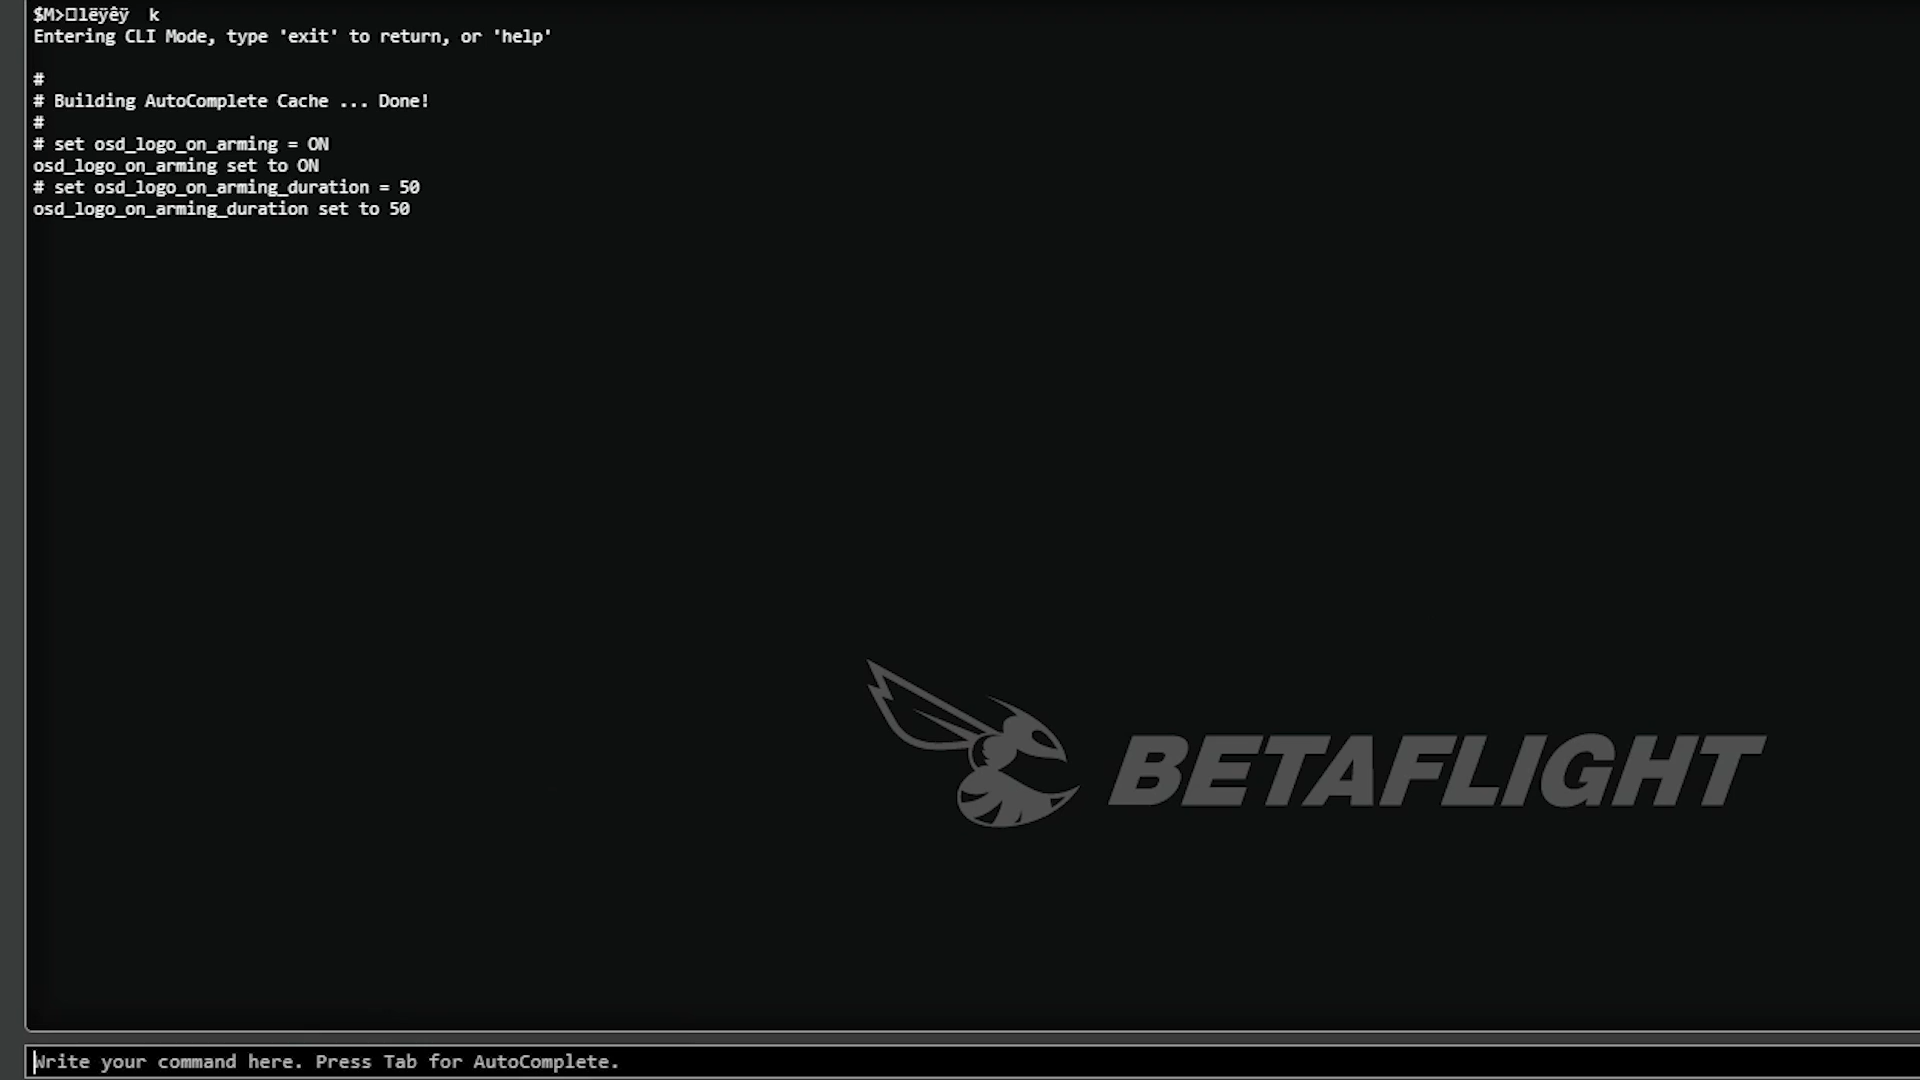 $M>□lëÿêÿ  k
Entering CLI Mode, type 'exit' to return, or 'help'
#
# Building AutoComplete Cache ... Done!
#
# set osd_logo_on_arming = ON
osd_logo_on_arming set to ON
# set osd_logo_on_arming_duration = 50
osd_logo_on_arming_duration set to 50
BETAFLIGHT
Write your command here. Press Tab for AutoComplete.